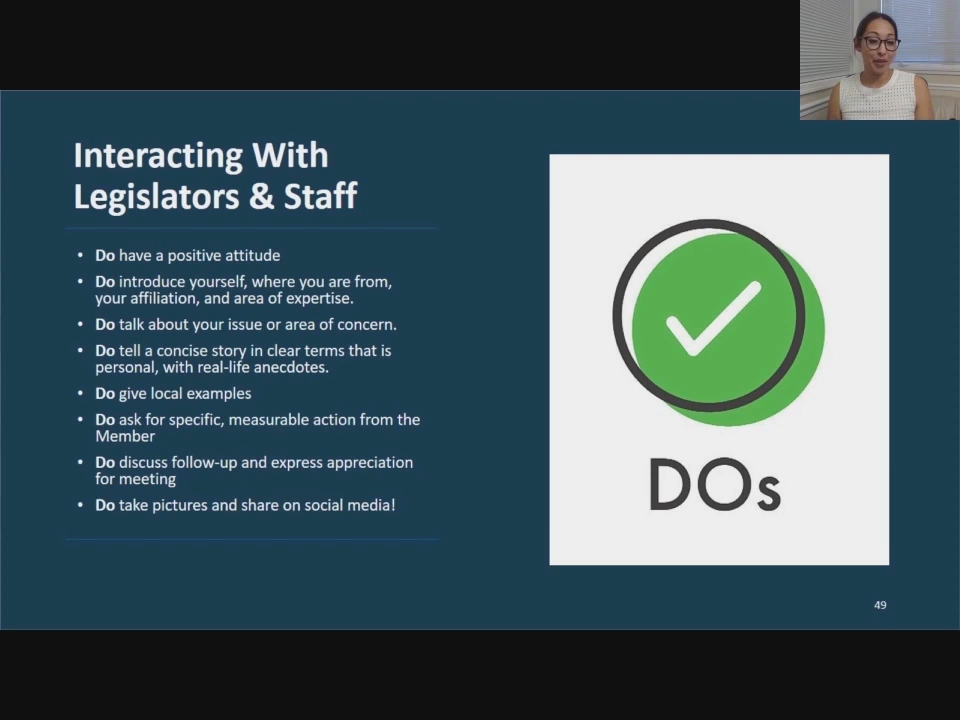 Interacting With
Legislators & Staff
• Do have a positive attitude
• Do introduce yourself, where you are from,
your affiliation, and area of expertise.
• Do talk about your issue or area of concern.
• Do tell a concise story in clear terms that is
personal, with real-life anecdotes.
• Do give local examples
• Do ask for specific, measurable action from the
Member
• Do discuss follow-up and express appreciation
for meeting
• Do take pictures and share on social media!
DOs
49